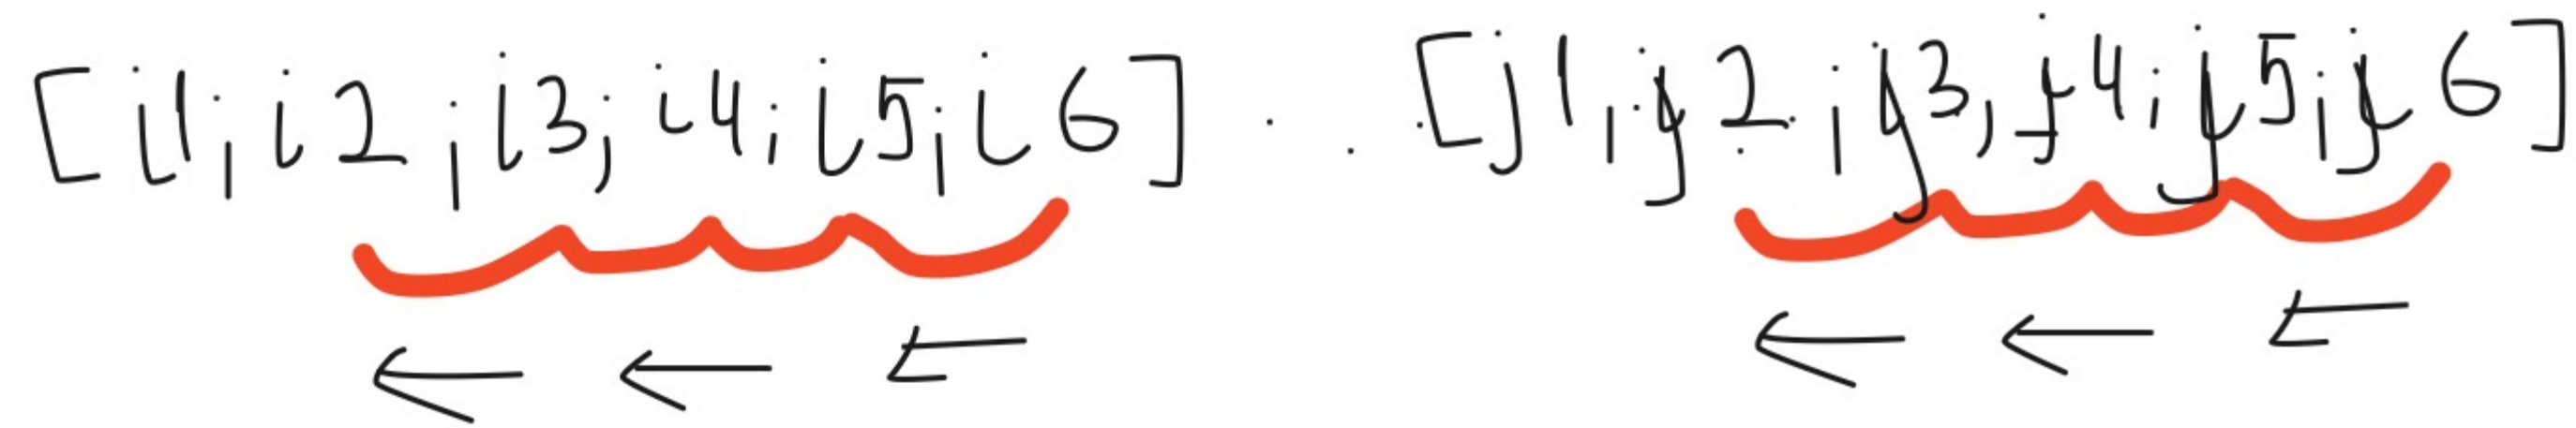 [i1, i2, i3, i4, i5, i6] . . [j1, j2, j3, j4, j5, j6]